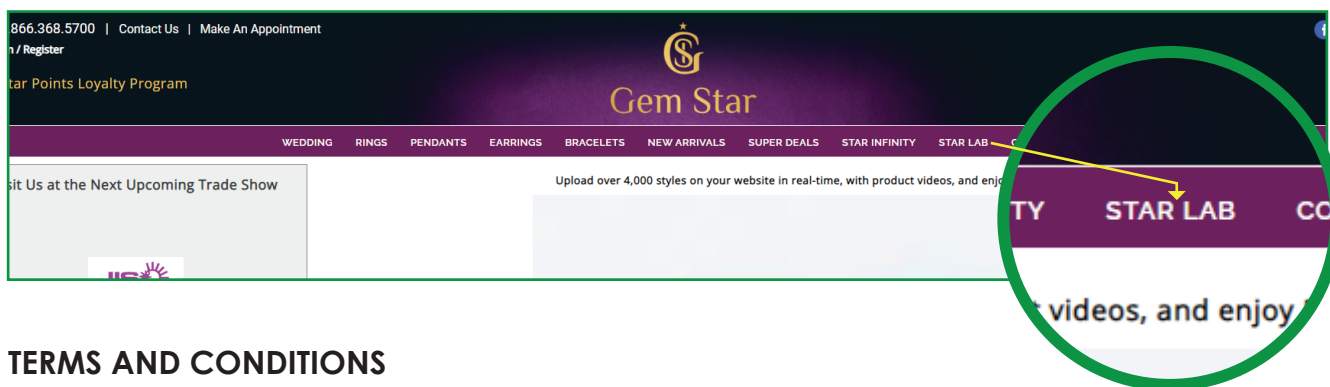 866.368.5700 | Contact Us | Make An Appointment
/ Register
tar Points Loyalty Program
GS
Gem Star
WEDDING RINGS PENDANTS EARRINGS BRACELETS NEW ARRIVALS SUPER DEALS STAR INFINITY STAR LAB
sit Us at the Next Upcoming Trade Show
Upload over 4,000 styles on your website in real-time, with product videos, and enjo
TY STAR LAB CO
videos, and enjoy
TERMS AND CONDITIONS